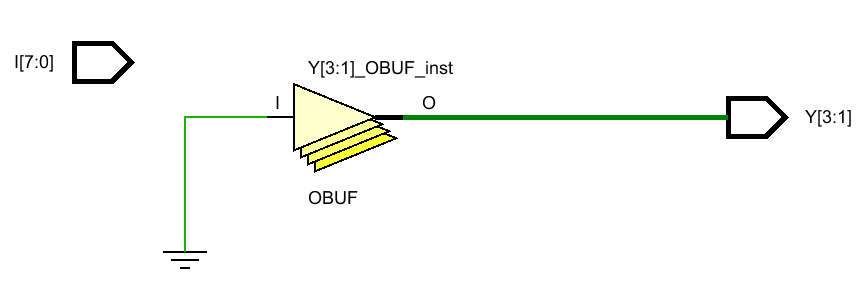 I[7:0]
Y[3:1]_OBUF_inst
I
O
Y[3:1]
OBUF